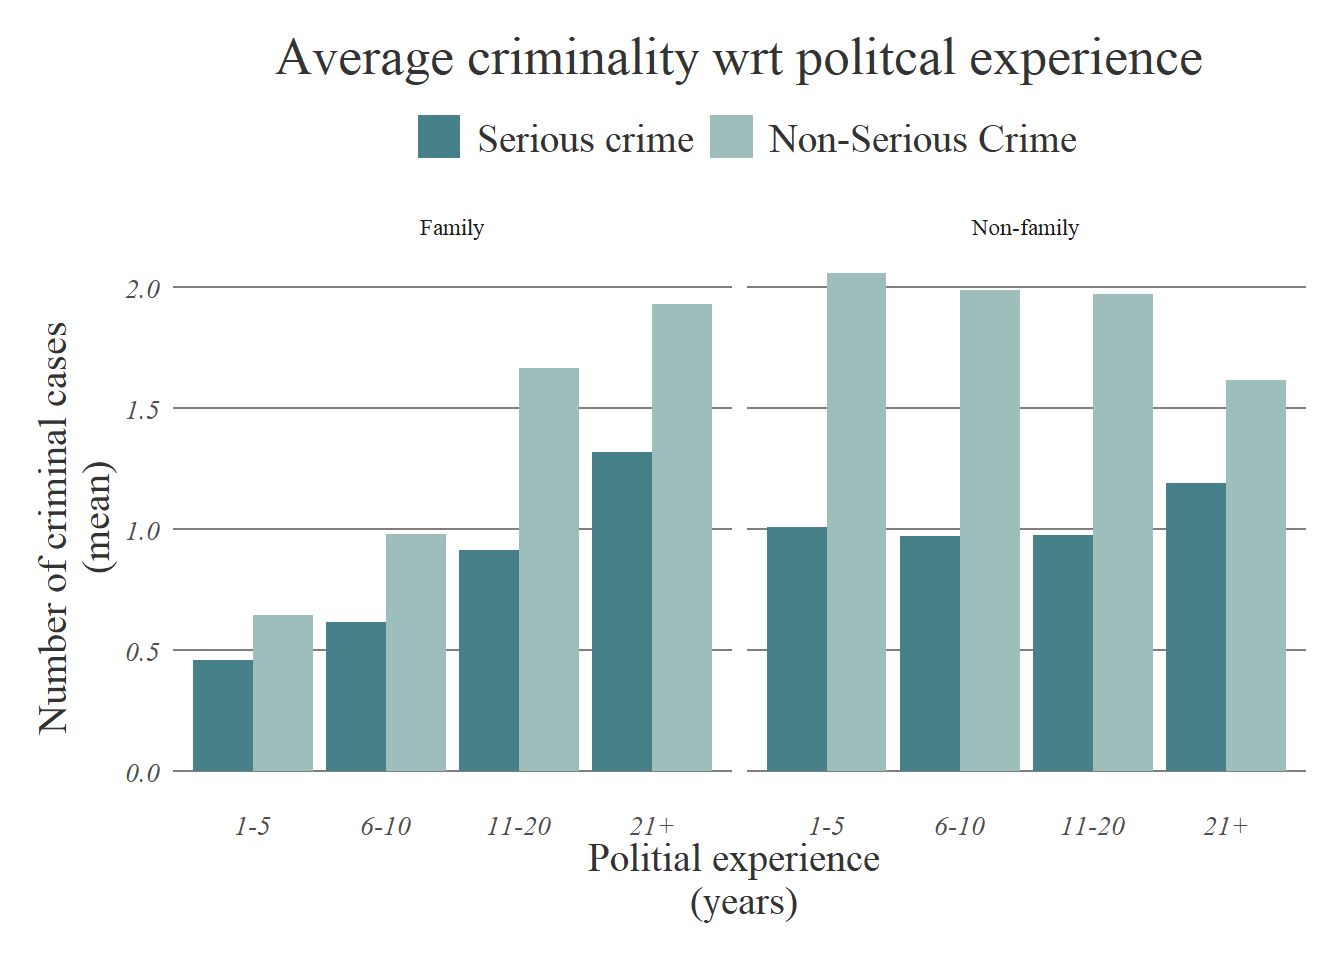 Average criminality wrt politcal experience
Serious crime Non-Serious Crime
Family Non-family
2.0
1.5
1.0
0.5
0.0
Number of criminal cases
(mean)
1-5 6-10 11-20 21+ 1-5 6-10 11-20 21+
Politial experience
(years)